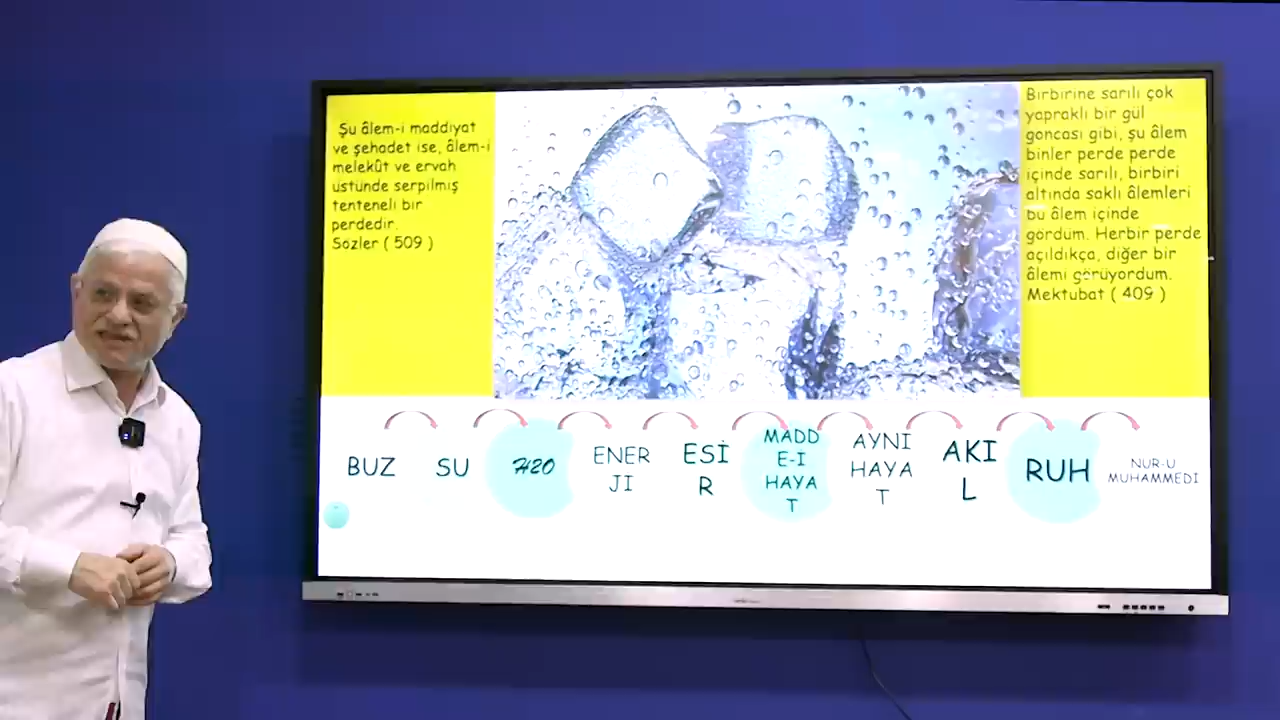 Şu âlem-i maddiyat
ve şehadet ise, âlem-i
melekût ve ervah
üstünde serpilmiş
tenteneli bir
perdedir.
Sözler ( 509 )
Birbirine sarılı çok
yapraklı bir gül
goncası gibi, şu âlem
binler perde perde
içinde sarılı, birbiri
altında saklı âlemleri
bu âlem içinde
gördüm. Herbir perde
açıldıkça, diğer bir
âlemi görüyordum.
Mektubat ( 409 )
BUZ
SU
H2O
ENER
Jİ
ESİ
R
MADD
E-İ
HAYA
T
AYNI
HAYA
T
AKI
L
RUH
NUR-U
MUHAMMEDİ